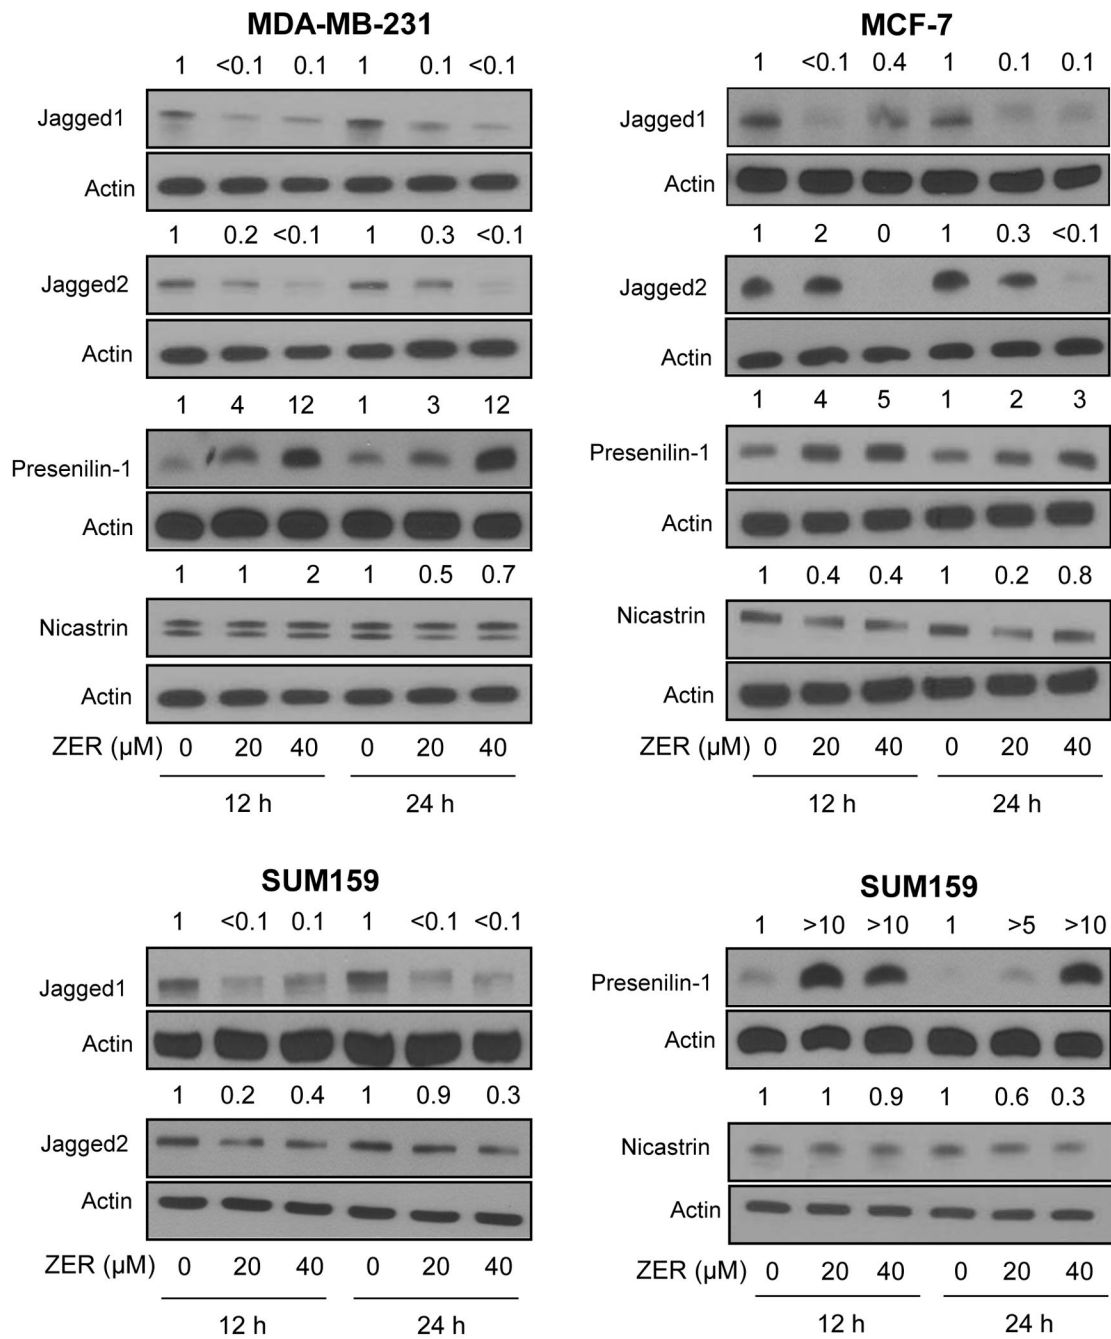 MDA-MB-231
1 <0.1 0.1 1 0.1 <0.1
Jagged1
Actin
1 0.2 <0.1 1 0.3 <0.1
Jagged2
Actin
1 4 12 1 3 12
Presenilin-1
Actin
1 1 2 1 0.5 0.7
Nicastrin
Actin
ZER (µM) 0 20 40 0 20 40
12 h 24 h
MCF-7
1 <0.1 0.4 1 0.1 0.1
Jagged1
Actin
1 2 0 1 0.3 <0.1
Jagged2
Actin
1 4 5 1 2 3
Presenilin-1
Actin
1 0.4 0.4 1 0.2 0.8
Nicastrin
Actin
ZER (µM) 0 20 40 0 20 40
12 h 24 h
SUM159
1 <0.1 0.1 1 <0.1 <0.1
Jagged1
Actin
1 0.2 0.4 1 0.9 0.3
Jagged2
Actin
ZER (µM) 0 20 40 0 20 40
12 h 24 h
SUM159
1 >10 >10 1 >5 >10
Presenilin-1
Actin
1 1 0.9 1 0.6 0.3
Nicastrin
Actin
ZER (µM) 0 20 40 0 20 40
12 h 24 h